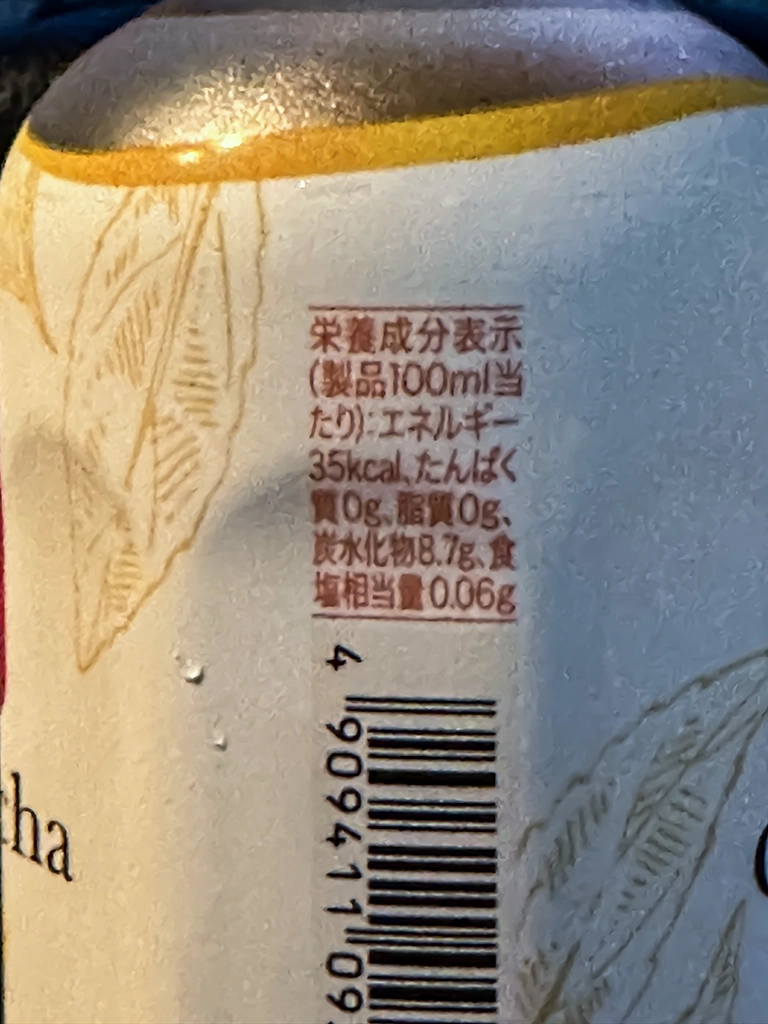 栄養成分表示
(製品100ml当
たり):エネルギー
35kcal、たんぱく
質0g、脂質0g、
炭水化物8.7g、食
塩相当量0.06g
4
909411 09